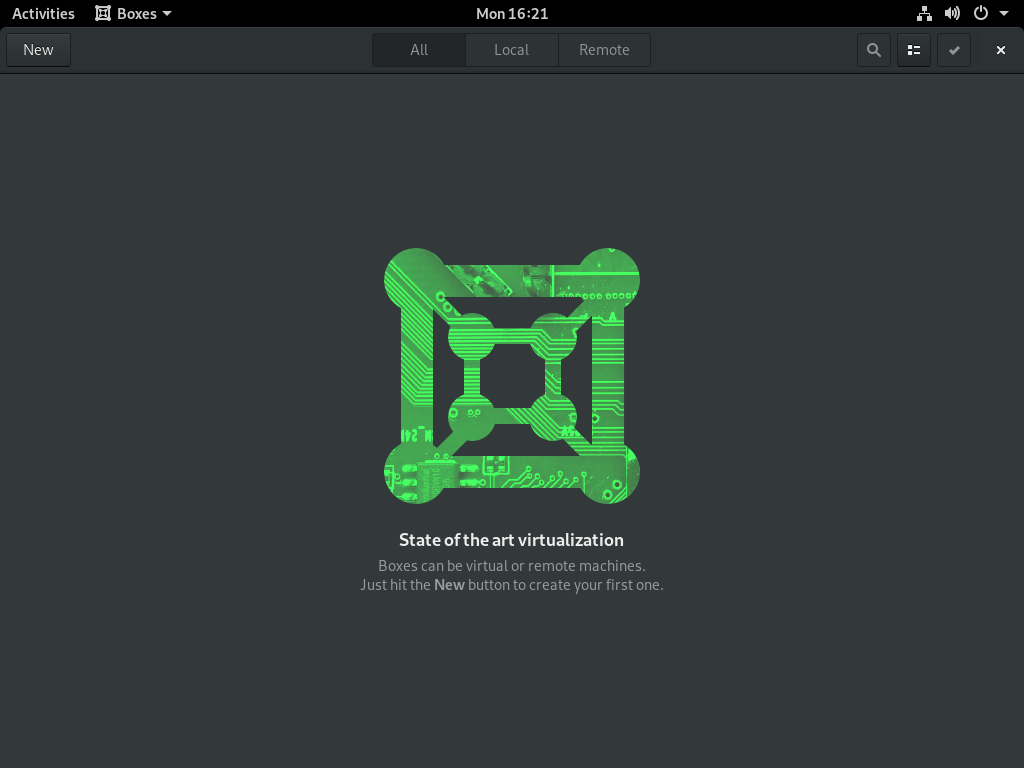 Activities Boxes Mon 16:21
New All Local Remote
State of the art virtualization
Boxes can be virtual or remote machines.
Just hit the New button to create your first one.